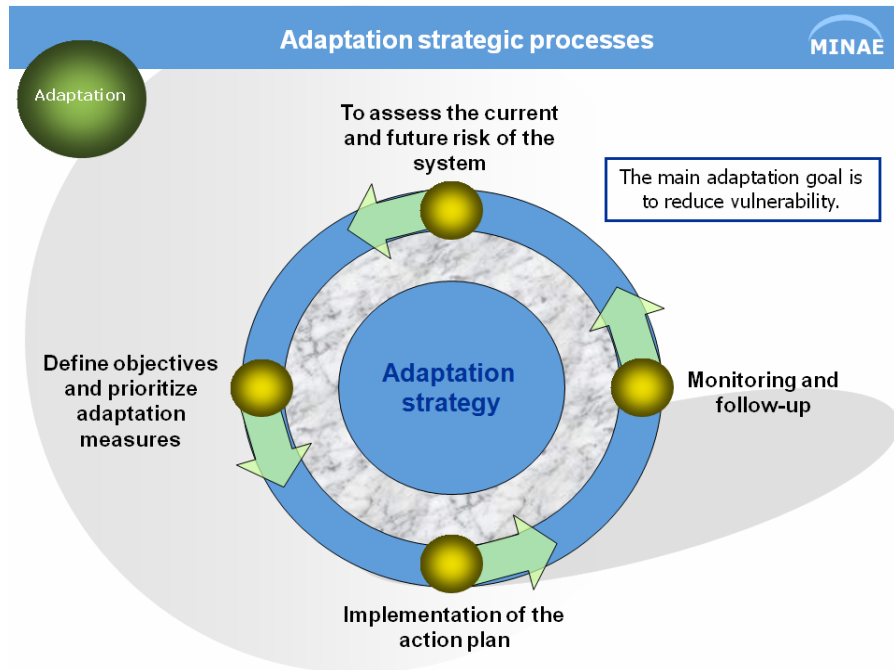 Adaptation strategic processes
MINAE
Adaptation
To assess the current
and future risk of the
system
The main adaptation goal is
to reduce vulnerability.
Define objectives
and prioritize
adaptation
measures
Adaptation
strategy
Monitoring and
follow-up
Implementation of the
action plan